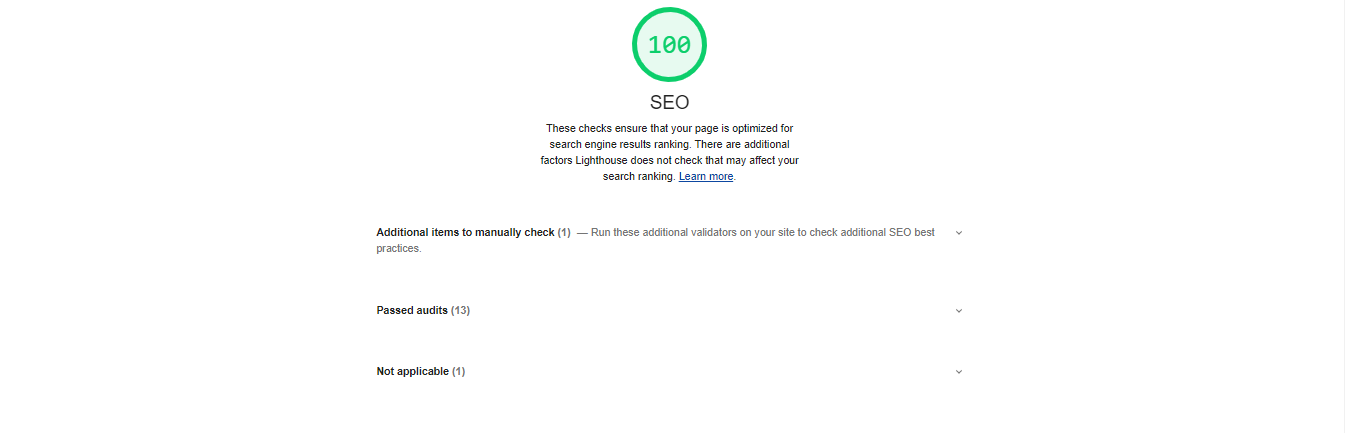 100
SEO
These checks ensure that your page is optimized for
search engine results ranking. There are additional
factors Lighthouse does not check that may affect your
search ranking. Learn more.
Additional items to manually check (1) — Run these additional validators on your site to check additional SEO best
practices.
Passed audits (13)
Not applicable (1)